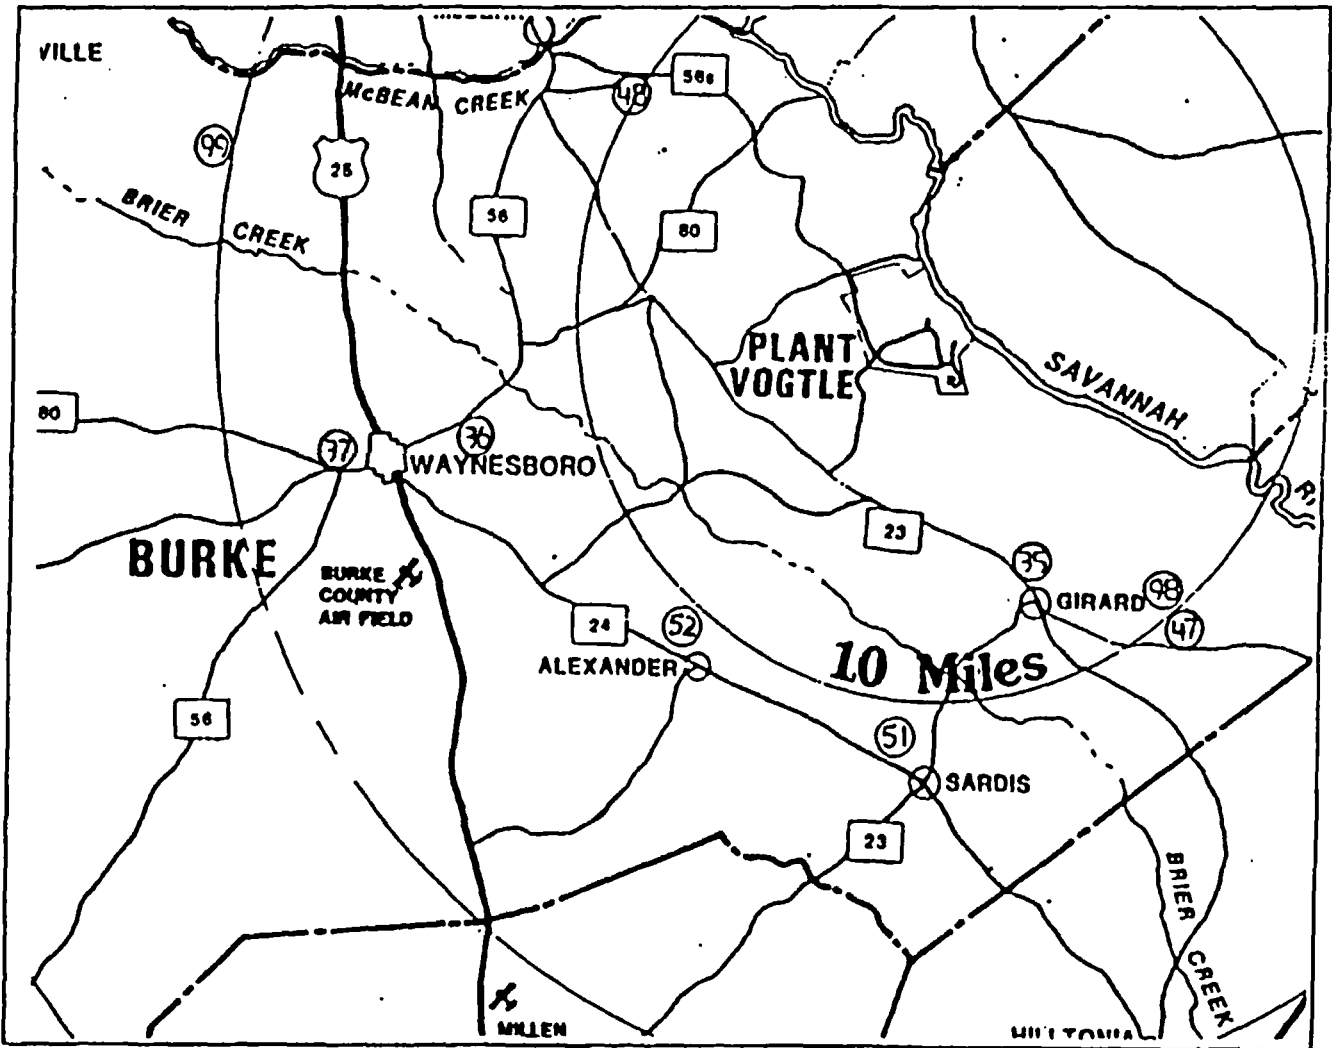 VILLE
McBEAN CREEK
48
56s
99
25
BRIER CREEK
56
80
PLANT
VOGTLE
SAVANNAH
80
37
36
WAYNESBORO
23
BURKE
BURKE
COUNTY
AIR FIELD
35
GIRARD
98
47
24
52
ALEXANDER
10 Miles
56
51
SARDIS
23
BRIER CREEK
MILLEN